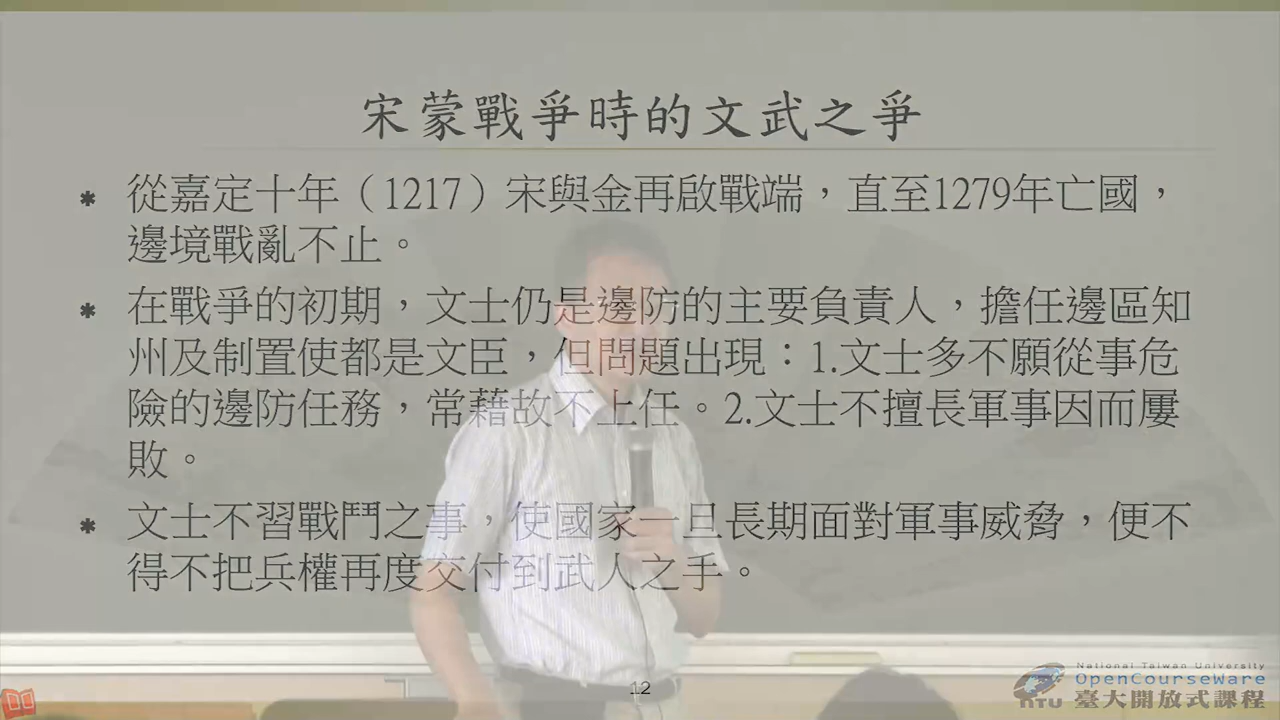 宋蒙戰爭時的文武之爭
* 從嘉定十年（1217）宋與金再啟戰端，直至1279年亡國，
邊境戰亂不止。
* 在戰爭的初期，文士仍是邊防的主要負責人，擔任邊區知
州及制置使都是文臣，但問題出現：1.文士多不願從事危
險的邊防任務，常藉故不上任。2.文士不擅長軍事因而屢
敗。
* 文士不習戰鬥之事，使國家一旦長期面對軍事威脅，便不
得不把兵權再度交付到武人之手。
12
National Taiwan University
OpenCourseware
NTU 臺大開放式課程